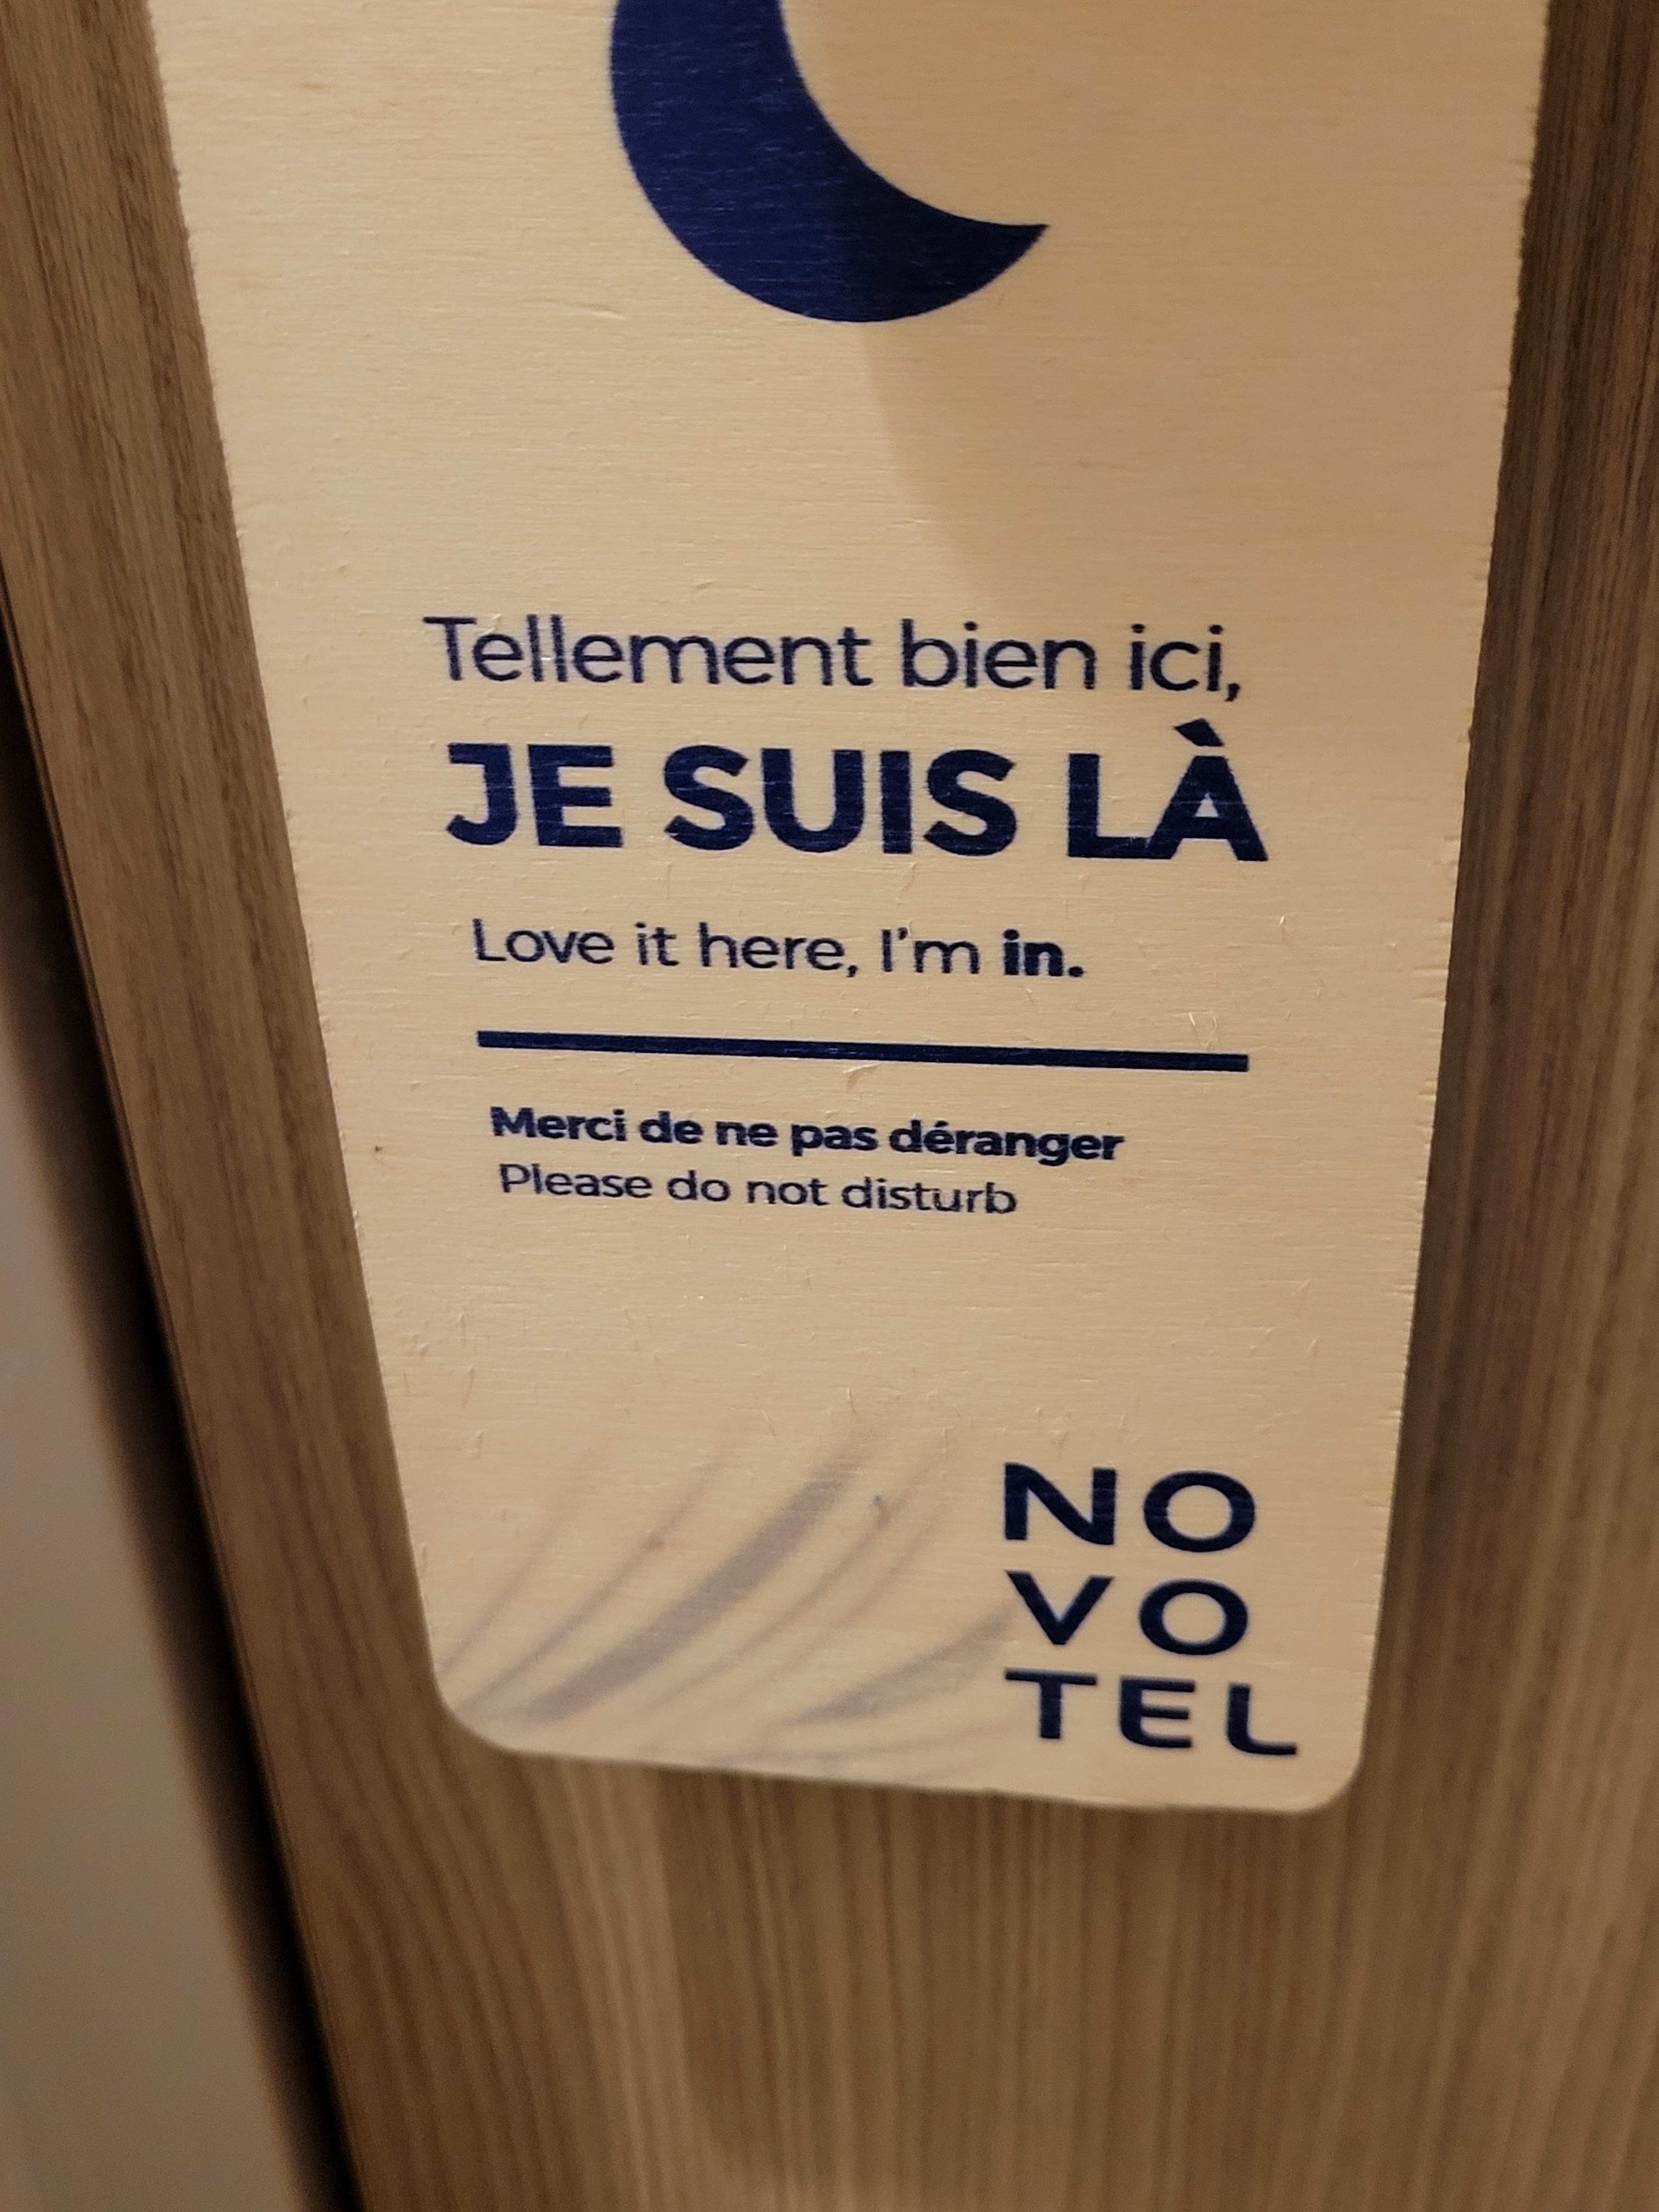 Tellement bien ici,
JE SUIS LÀ
Love it here, I'm in.
Merci de ne pas déranger
Please do not disturb
NO
VO
TEL